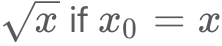 √x if x₀ = x